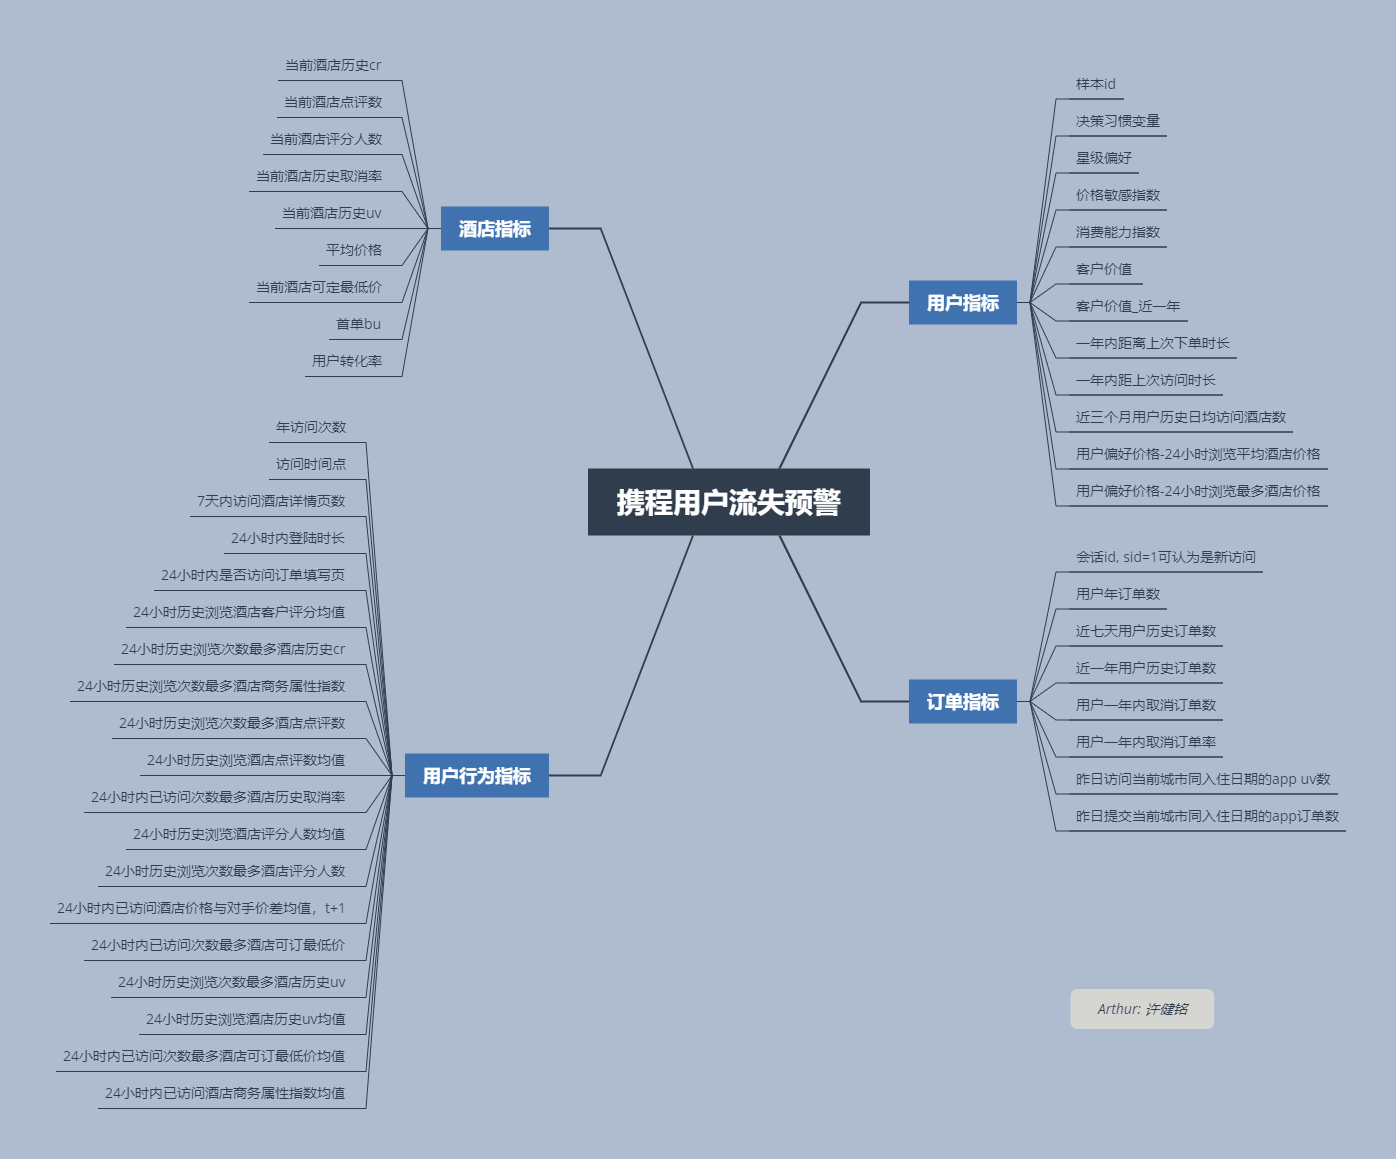 携程用户流失预警
酒店指标
当前酒店历史cr
当前酒店点评数
当前酒店评分人数
当前酒店历史取消率
当前酒店历史uv
平均价格
当前酒店可定最低价
首单bu
用户转化率
用户指标
样本id
决策习惯变量
星级偏好
价格敏感指数
消费能力指数
客户价值
客户价值_近一年
一年内距离上次下单时长
一年内距上次访问时长
近三个月用户历史日均访问酒店数
用户偏好价格-24小时浏览平均酒店价格
用户偏好价格-24小时浏览最多酒店价格
用户行为指标
年访问次数
访问时间点
7天内访问酒店详情页数
24小时内登陆时长
24小时内是否访问订单填写页
24小时历史浏览酒店客户评分均值
24小时历史浏览次数最多酒店历史cr
24小时历史浏览次数最多酒店商务属性指数
24小时历史浏览次数最多酒店点评数
24小时历史浏览酒店点评数均值
24小时内已访问次数最多酒店历史取消率
24小时历史浏览酒店评分人数均值
24小时历史浏览次数最多酒店评分人数
24小时内已访问酒店价格与对手价差均值，t+1
24小时内已访问次数最多酒店可订最低价
24小时历史浏览次数最多酒店历史uv
24小时历史浏览酒店历史uv均值
24小时内已访问次数最多酒店可订最低价均值
24小时内已访问酒店商务属性指数均值
订单指标
会话id, sid=1可认为是新访问
用户年订单数
近七天用户历史订单数
近一年用户历史订单数
用户一年内取消订单数
用户一年内取消订单率
昨日访问当前城市同入住日期的app uv数
昨日提交当前城市同入住日期的app订单数
Arthur: 许健铭